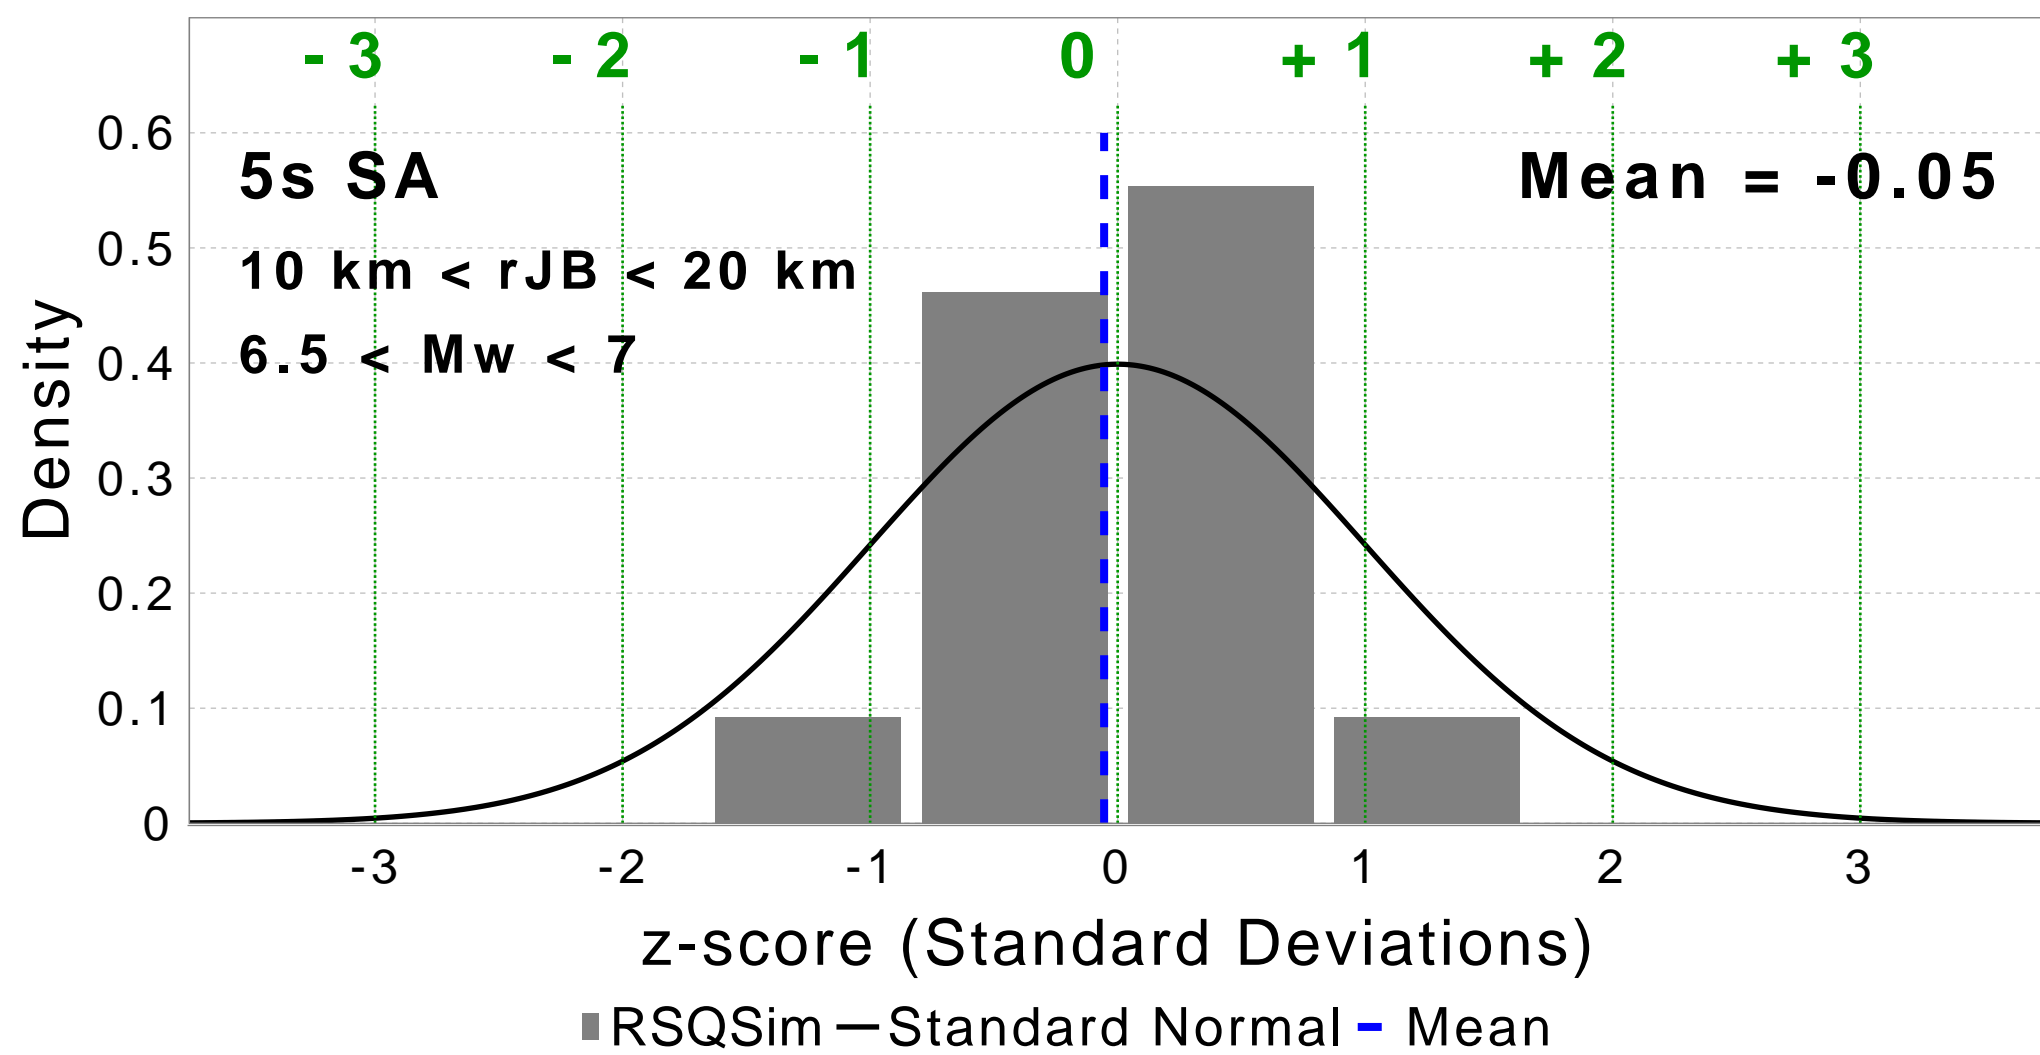 - 3 - 2 - 1 0 + 1 + 2 + 3
0.6
5s SA
Mean = -0.05
0.5
10 km < rJB < 20 km
6.5 < Mw < 7
0.4
0.3
0.2
0.1
0
Density
-3 -2 -1 0 1 2 3
z-score (Standard Deviations)
RSQSim Standard Normal Mean